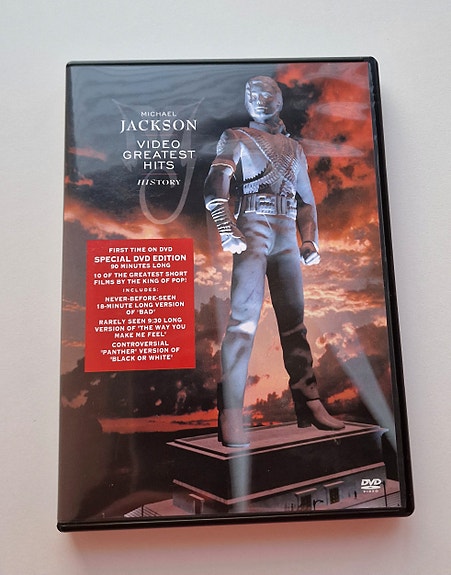 MICHAEL
JACKSON
VIDEO
GREATEST
HITS
HISTORY
FIRST TIME ON DVD
SPECIAL DVD EDITION
90 MINUTES LONG
10 OF THE GREATEST SHORT
FILMS BY THE KING OF POP!
INCLUDES:
NEVER-BEFORE-SEEN
18-MINUTE LONG VERSION
OF 'BAD'
RARELY SEEN 9:30 LONG
VERSION OF 'THE WAY YOU
MAKE ME FEEL'
CONTROVERSIAL
'PANTHER' VERSION OF
'BLACK OR WHITE'
DVD
VIDEO